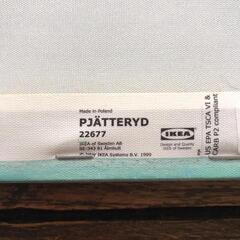 Made in Poland
PJÄTTERYD
22677
IKEA of Sweden AB
SE-343 81 Älmhult
© Inter IKEA Systems B.V. 1999
IKEA
Design and Quality
IKEA of Sweden
US EPA TSCA VI &
CARB P2 compliant